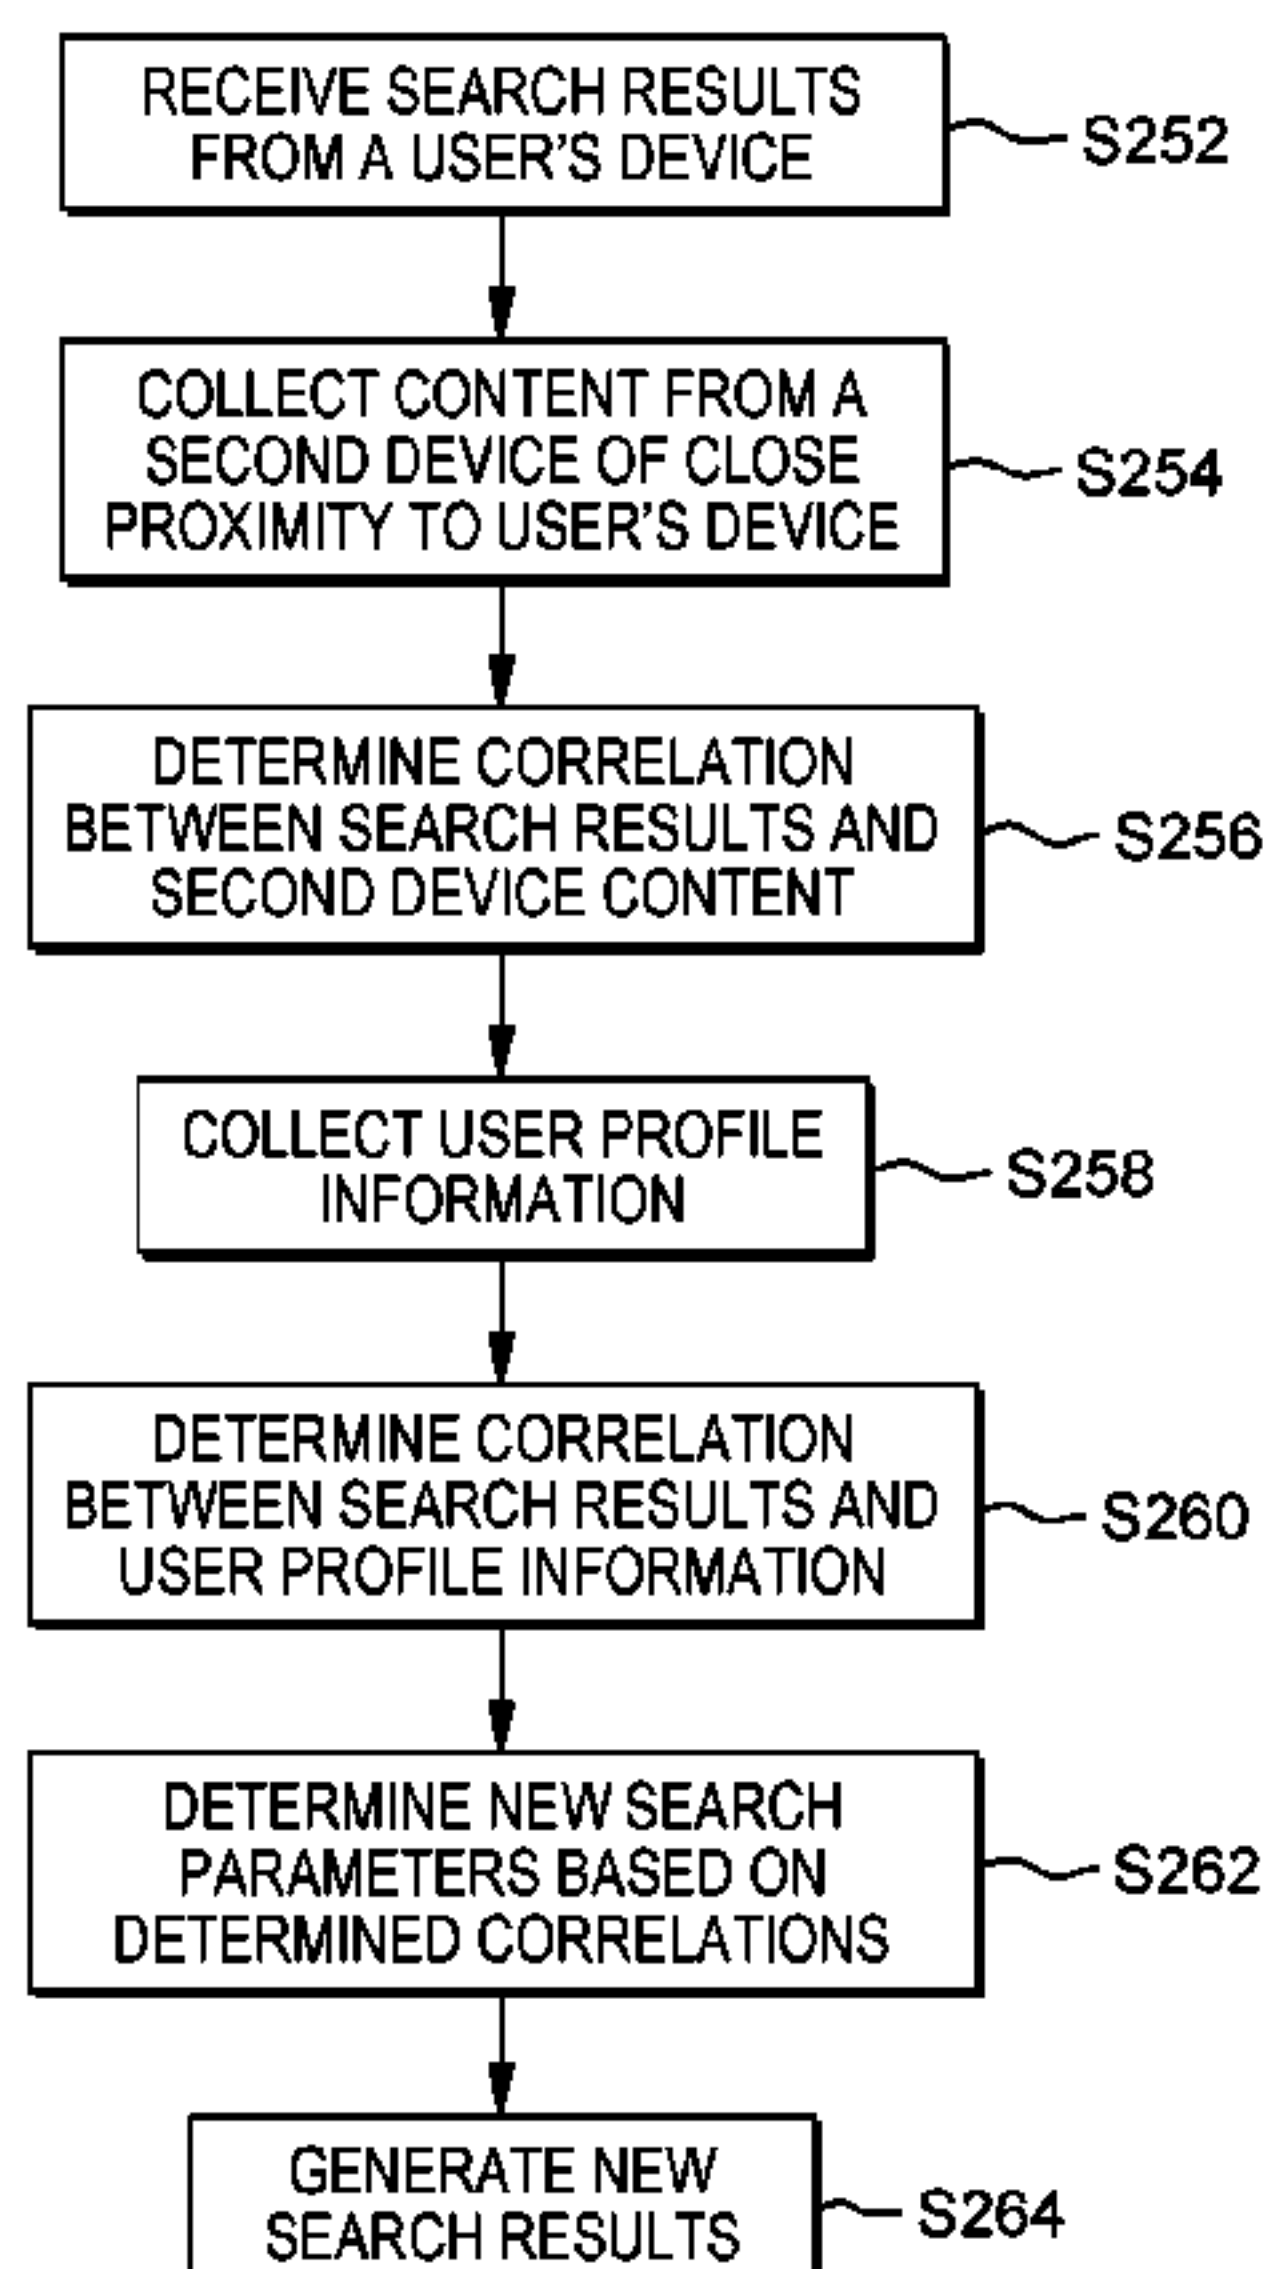 RECEIVE SEARCH RESULTS
FROM A USER'S DEVICE
S252
COLLECT CONTENT FROM A
SECOND DEVICE OF CLOSE
PROXIMITY TO USER'S DEVICE
S254
DETERMINE CORRELATION
BETWEEN SEARCH RESULTS AND
SECOND DEVICE CONTENT
S256
COLLECT USER PROFILE
INFORMATION
S258
DETERMINE CORRELATION
BETWEEN SEARCH RESULTS AND
USER PROFILE INFORMATION
S260
DETERMINE NEW SEARCH
PARAMETERS BASED ON
DETERMINED CORRELATIONS
S262
GENERATE NEW
SEARCH RESULTS
S264